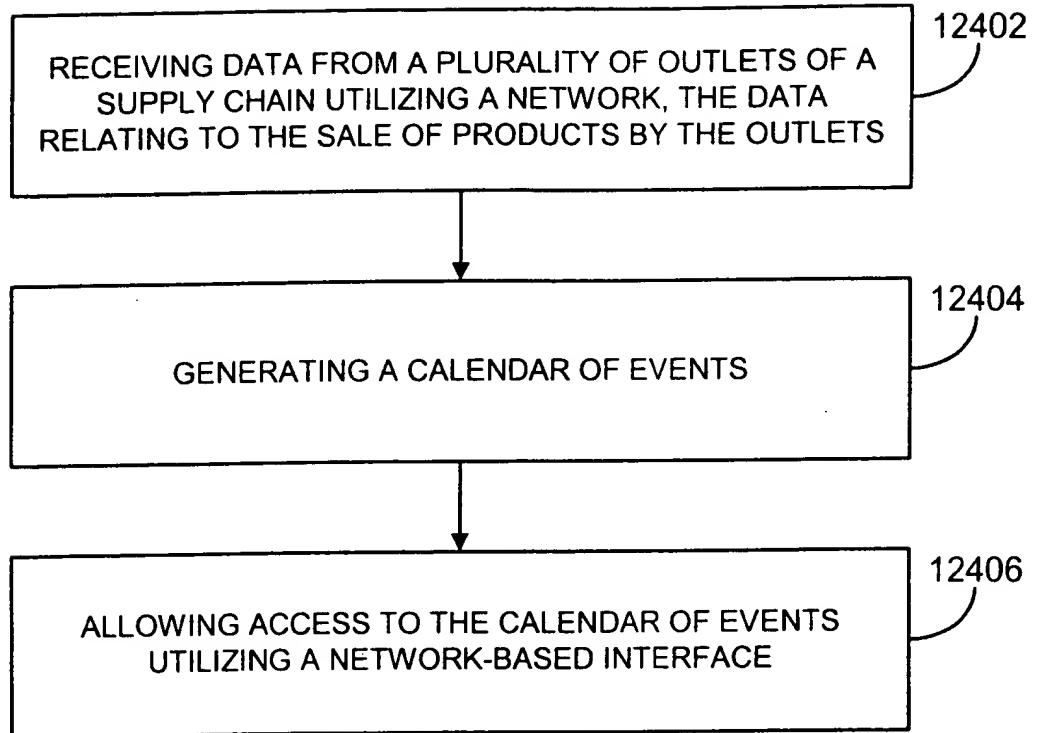 12402
RECEIVING DATA FROM A PLURALITY OF OUTLETS OF A
SUPPLY CHAIN UTILIZING A NETWORK, THE DATA
RELATING TO THE SALE OF PRODUCTS BY THE OUTLETS
12404
GENERATING A CALENDAR OF EVENTS
12406
ALLOWING ACCESS TO THE CALENDAR OF EVENTS
UTILIZING A NETWORK-BASED INTERFACE